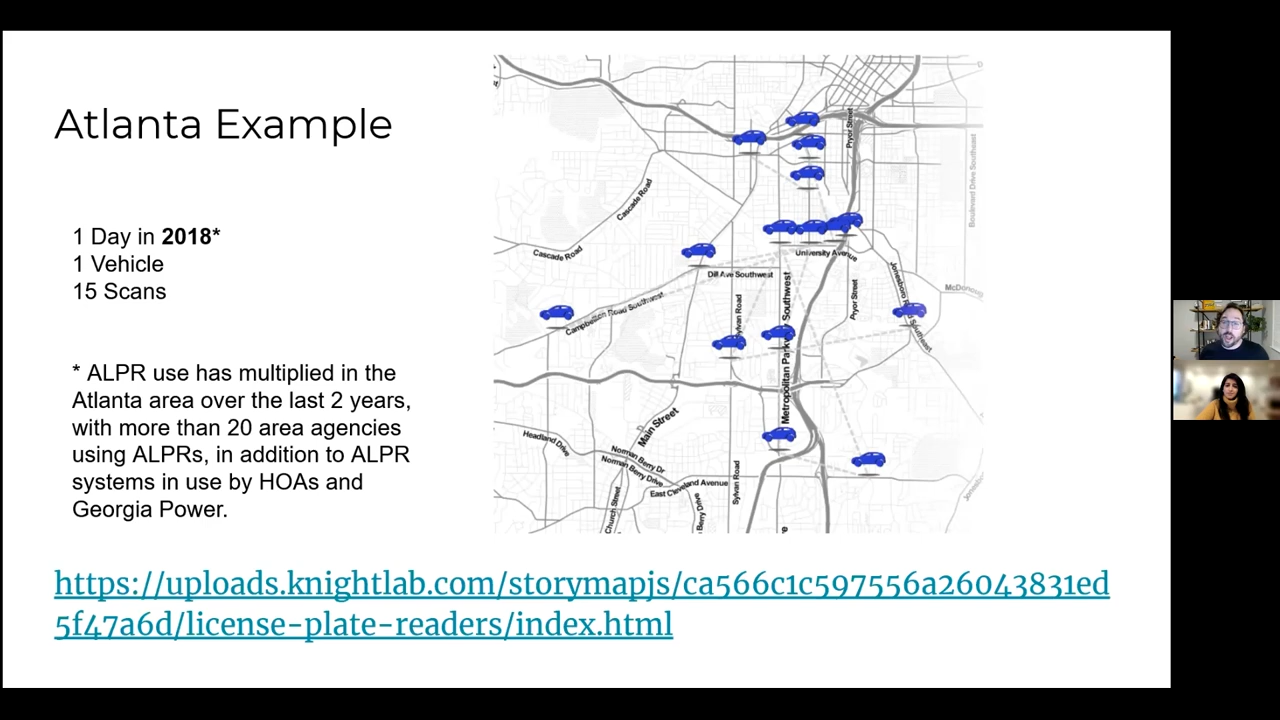 Atlanta Example
1 Day in 2018*
1 Vehicle
15 Scans
* ALPR use has multiplied in the
Atlanta area over the last 2 years,
with more than 20 area agencies
using ALPRs, in addition to ALPR
systems in use by HOAs and
Georgia Power.
Pryor Street
Boulevard Drive Southeast
Cascade Road
Cascade Road
University Avenue
Dill Ave Southwest
Campbellton Road Southwest
Sylvan Road
Metropolitan Parkway Southwest
Pryor Street
Jonesboro Road Southeast
Main Street
Headland Drive
Norman Berry Dr
Norman Berry Drive
East Cleveland Avenue
Sylvan Road
Church Street
Berry Drive
https://uploads.knightlab.com/storymapjs/ca566c1c597556a26043831ed
5f47a6d/license-plate-readers/index.html